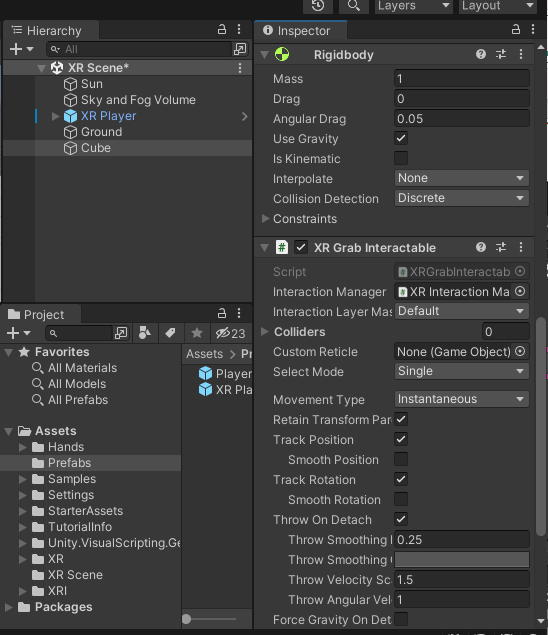 Layers
Layout
Hierarchy
All
XR Scene*
Sun
Sky and Fog Volume
XR Player
Ground
Cube
Project
23
Favorites
All Materials
All Models
All Prefabs
Assets
Hands
Prefabs
Samples
Settings
StarterAssets
TutorialInfo
Unity.VisualScripting.Ge
XR
XR Scene
XRI
Packages
Assets > Pr
Player
XR Pla
Inspector
Rigidbody
Mass 1
Drag 0
Angular Drag 0.05
Use Gravity
Is Kinematic
Interpolate None
Collision Detection Discrete
Constraints
# XR Grab Interactable
Script # XRGrabInteractab
Interaction Manager # XR Interaction Ma
Interaction Layer Mas Default
Colliders 0
Custom Reticle None (Game Object)
Select Mode Single
Movement Type Instantaneous
Retain Transform Par
Track Position
Smooth Position
Track Rotation
Smooth Rotation
Throw On Detach
Throw Smoothing 0.25
Throw Smoothing
Throw Velocity Sc 1.5
Throw Angular Vel 1
Force Gravity On Det